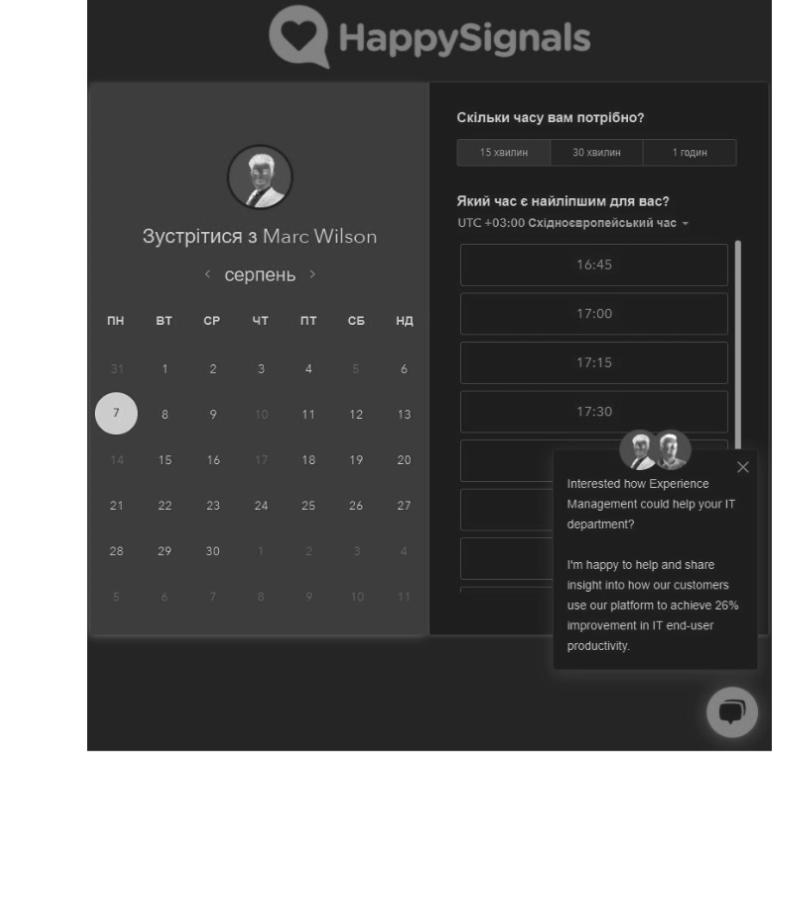 HappySignals
Зустрітися з Marc Wilson
< серпень >
ПН ВТ СР ЧТ ПТ СБ НД
31 1 2 3 4 5 6
7 8 9 10 11 12 13
14 15 16 17 18 19 20
21 22 23 24 25 26 27
28 29 30 1 2 3 4
5 6 7 8 9 10 11
Скільки часу вам потрібно?
15 хвилин 30 хвилин 1 годин
Який час є найліпшим для вас?
UTC +03:00 Східноєвропейський час
16:45
17:00
17:15
17:30
Interested how Experience
Management could help your IT
department?
I'm happy to help and share
insight into how our customers
use our platform to achieve 26%
improvement in IT end-user
productivity.